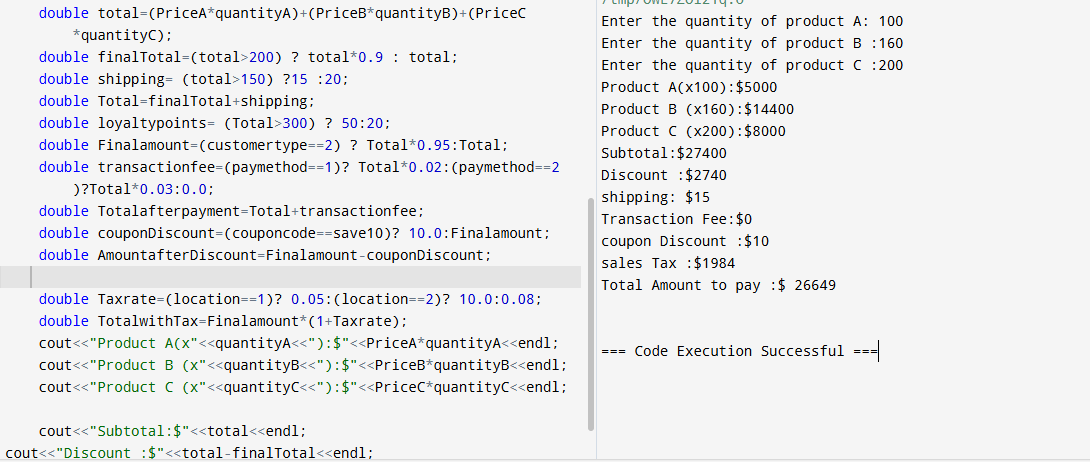 double total=(PriceA*quantityA)+(PriceB*quantityB)+(PriceC
*quantityC);
double finalTotal=(total>200) ? total*0.9 : total;
double shipping= (total>150) ?15 :20;
double Total=finalTotal+shipping;
double loyaltypoints= (Total>300) ? 50:20;
double Finalamount=(customertype==2) ? Total*0.95:Total;
double transactionfee=(paymethod==1)? Total*0.02:(paymethod==2
)?Total*0.03:0.0;
double Totalafterpayment=Total+transactionfee;
double couponDiscount=(couponcode==save10)? 10.0:Finalamount;
double AmountafterDiscount=Finalamount-couponDiscount;
double Taxrate=(location==1)? 0.05:(location==2)? 10.0:0.08;
double TotalwithTax=Finalamount*(1+Taxrate);
cout<<"Product A(x"<<quantityA<<"):$"<<PriceA*quantityA<<endl;
cout<<"Product B (x"<<quantityB<<"):$"<<PriceB*quantityB<<endl;
cout<<"Product C (x"<<quantityC<<"):$"<<PriceC*quantityC<<endl;
cout<<"Subtotal:$"<<total<<endl;
cout<<"Discount :$"<<total-finalTotal<<endl;
Enter the quantity of product A: 100
Enter the quantity of product B :160
Enter the quantity of product C :200
Product A(x100):$5000
Product B (x160):$14400
Product C (x200):$8000
Subtotal:$27400
Discount :$2740
shipping: $15
Transaction Fee:$0
coupon Discount :$10
sales Tax :$1984
Total Amount to pay :$ 26649
=== Code Execution Successful ===